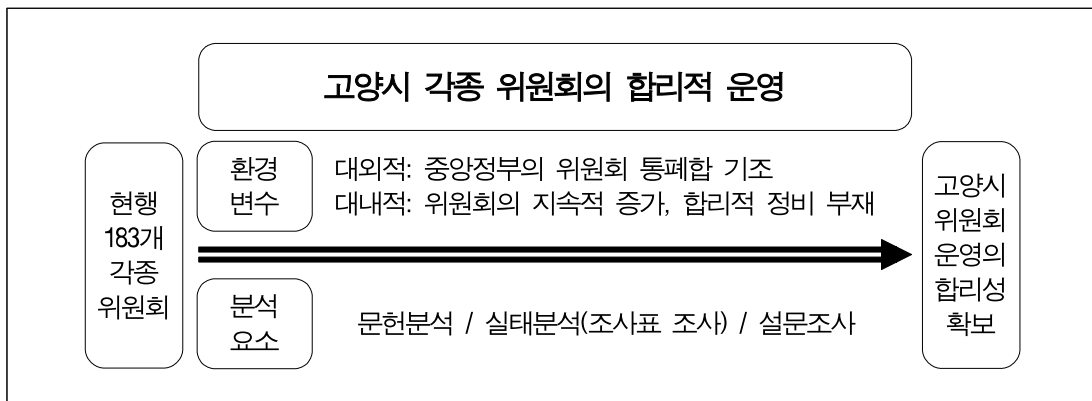 고양시 각종 위원회의 합리적 운영
현행
183개
각종
위원회
환경
변수
대외적: 중앙정부의 위원회 통폐합 기조
대내적: 위원회의 지속적 증가, 합리적 정비 부재
분석
요소
문헌분석 / 실태분석(조사표 조사) / 설문조사
고양시
위원회
운영의
합리성
확보